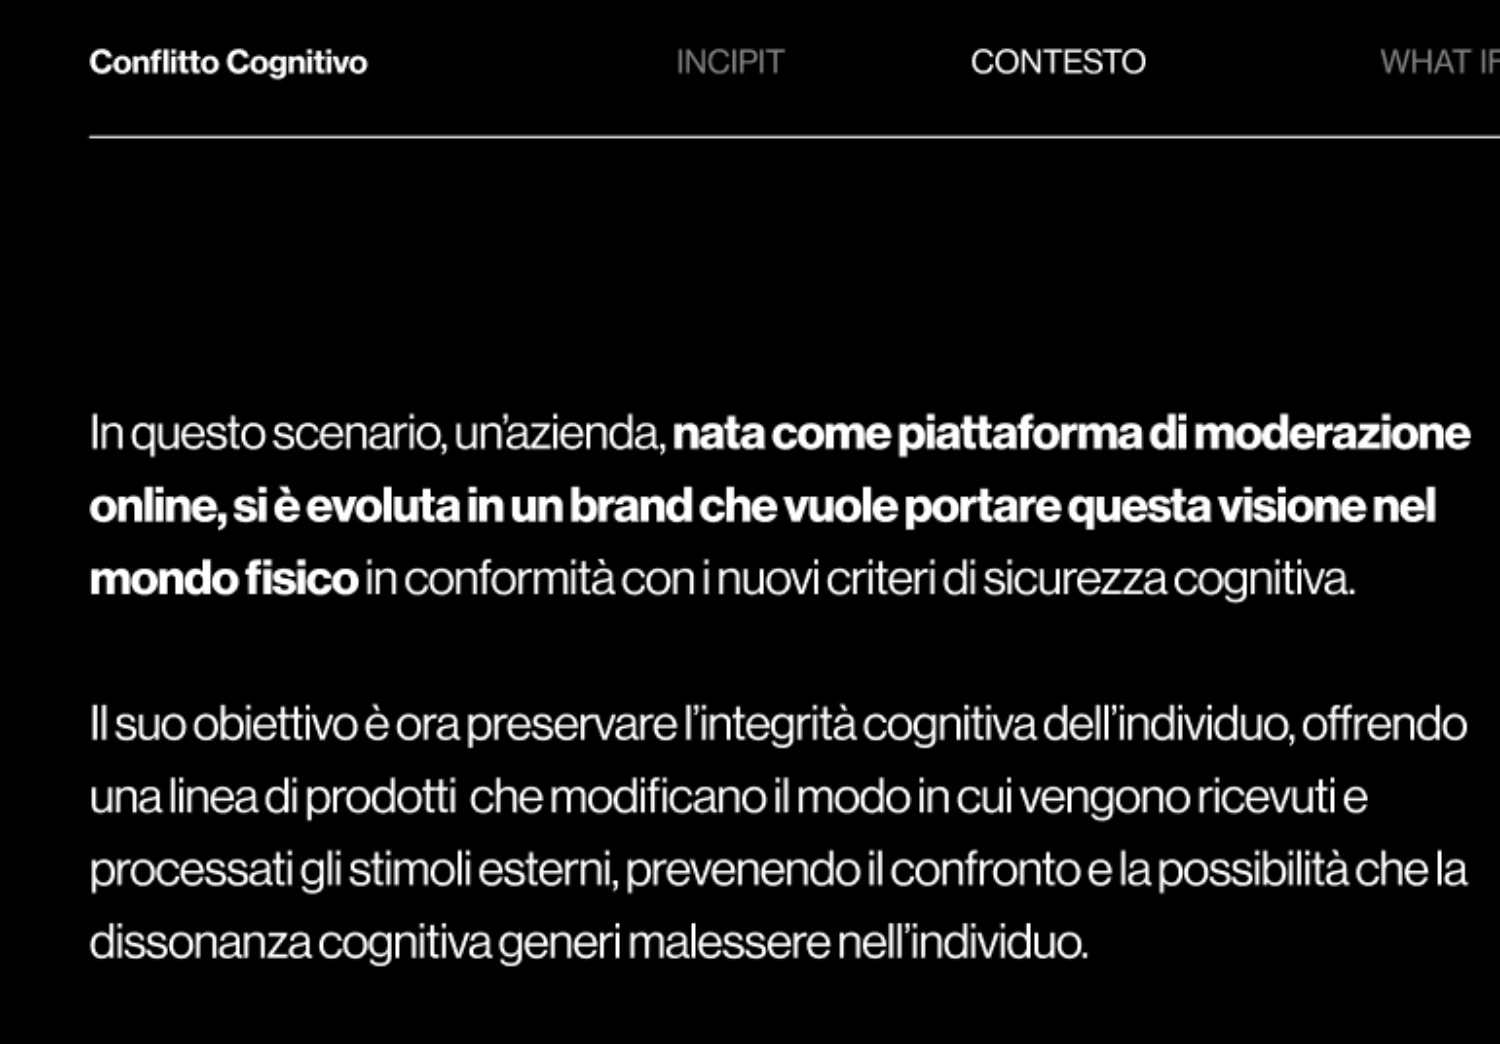 Conflitto Cognitivo INCIPIT CONTESTO WHAT IF
In questo scenario, un’azienda, nata come piattaforma di moderazione
online, si è evoluta in un brand che vuole portare questa visione nel
mondo fisico in conformità con i nuovi criteri di sicurezza cognitiva.
Il suo obiettivo è ora preservare l’integrità cognitiva dell’individuo, offrendo
una linea di prodotti  che modificano il modo in cui vengono ricevuti e
processati gli stimoli esterni, prevenendo il confronto e la possibilità che la
dissonanza cognitiva generi malessere nell’individuo.